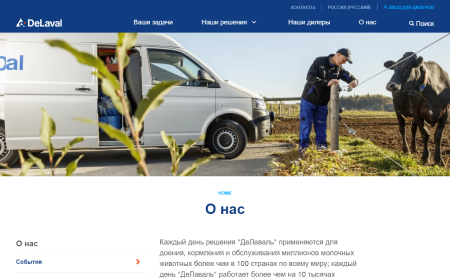 КОНТАКТЫ РОССИЯ (РУССКИЙ) ВХОД ДЛЯ ДИЛЕРОВ
DeLaval Наши задачи Наши решения Наши дилеры О нас Поиск
HOME
О нас
О нас
События
Каждый день решения "ДеЛаваль" применяются для
доения, кормления и обслуживания миллионов молочных
животных более чем в 100 странах по всему миру; каждый
день "ДеЛаваль" работает более чем на 10 тысячах